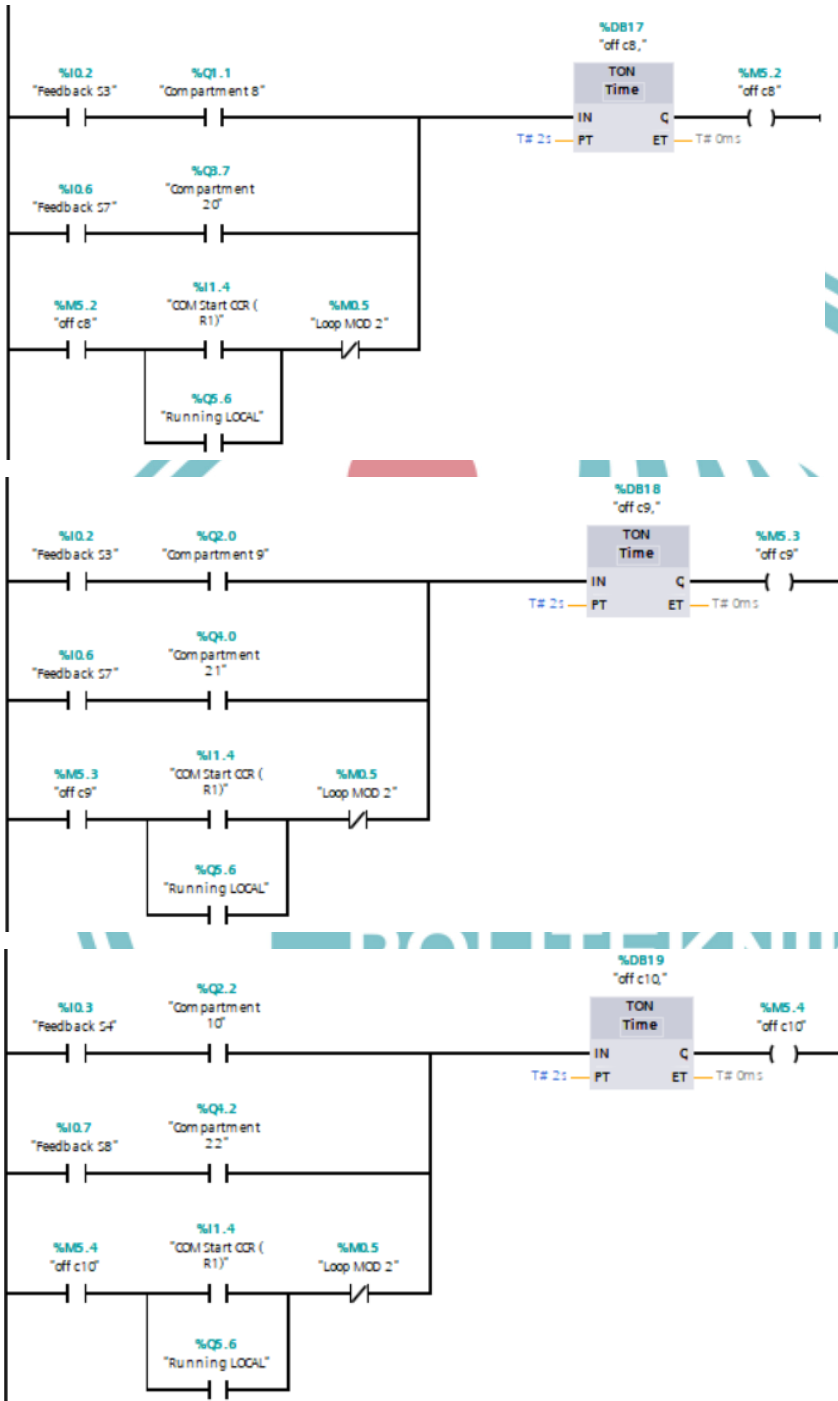 %DB17
"off c8,"
TON
Time
%M5.2
"off c8"
%I0.2
"Feedback S3"
%Q1.1
"Compartment 8"
IN
Q
T# 2s
PT
ET
T# 0ms
%Q3.7
"Compartment
20"
%I0.6
"Feedback S7"
%I1.4
"COM Start CCR (
R1)"
%M5.2
"off c8"
%M0.5
"Loop MOD 2"
%Q5.6
"Running LOCAL"
%DB18
"off c9,"
TON
Time
%M5.3
"off c9"
%I0.2
"Feedback S3"
%Q2.0
"Compartment 9"
IN
Q
T# 2s
PT
ET
T# 0ms
%Q4.0
"Compartment
21"
%I0.6
"Feedback S7"
%I1.4
"COM Start CCR (
R1)"
%M5.3
"off c9"
%M0.5
"Loop MOD 2"
%Q5.6
"Running LOCAL"
%DB19
"off c10,"
TON
Time
%M5.4
"off c10"
%I0.3
"Feedback S4"
%Q2.2
"Compartment
10"
IN
Q
T# 2s
PT
ET
T# 0ms
%Q4.2
"Compartment
22"
%I0.7
"Feedback S8"
%I1.4
"COM Start CCR (
R1)"
%M5.4
"off c10"
%M0.5
"Loop MOD 2"
%Q5.6
"Running LOCAL"